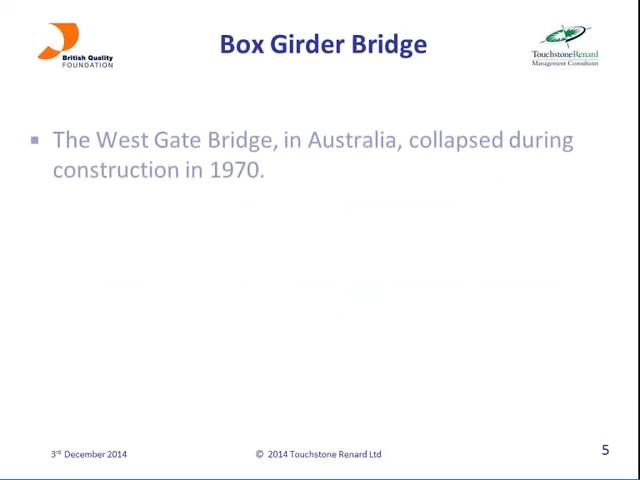 Box Girder Bridge
British Quality
FOUNDATION
TouchstoneRenard
Management Consultants
▪ The West Gate Bridge, in Australia, collapsed during
construction in 1970.
3rd December 2014
© 2014 Touchstone Renard Ltd
5